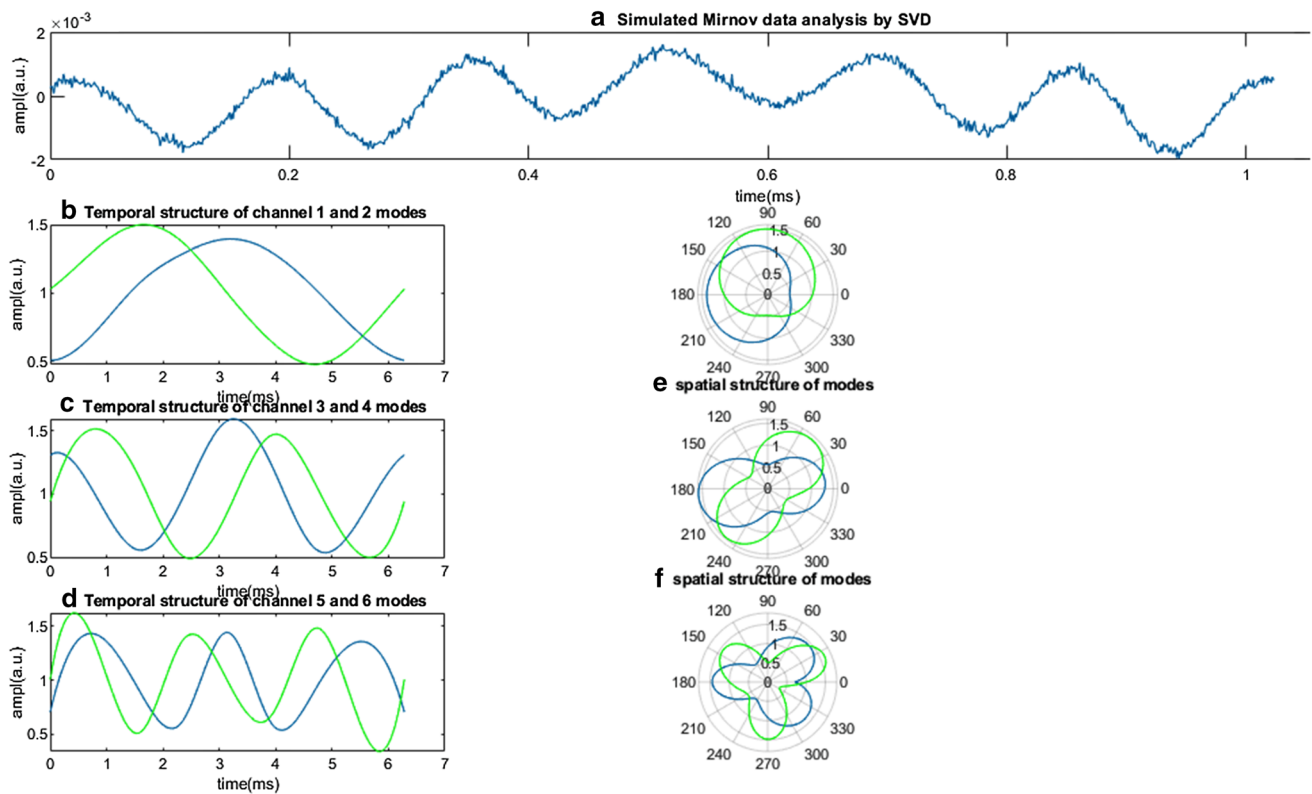 a Simulated Mirnov data analysis by SVD
×10⁻³
2
0
-2
ampl(a.u.}
0 0.2 0.4 0.6 0.8 1
time(ms)
b Temporal structure of channel 1 and 2 modes
1.5
1
0.5
ampl(a.u.)
0 1 2 3 4 5 6 7
time(ms)
90
120 60
150 30
180 0
210 330
240 300
270
1.5
1
0.5
0
c Temporal structure of channel 3 and 4 modes
1.5
1
0.5
ampl(a.u.)
0 1 2 3 4 5 6 7
time(ms)
e spatial structure of modes
90
120 60
150 30
180 0
210 330
240 300
270
1.5
1
0.5
0
d Temporal structure of channel 5 and 6 modes
1.5
1
0.5
ampl(a.u.)
0 1 2 3 4 5 6 7
time(ms)
f spatial structure of modes
90
120 60
150 30
180 0
210 330
240 300
270
1.5
1
0.5
0